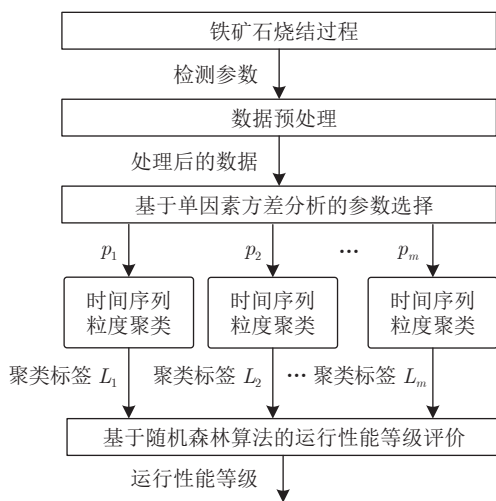 铁矿石烧结过程
检测参数
数据预处理
处理后的数据
基于单因素方差分析的参数选择
p₁ p₂ ··· pₘ
时间序列 时间序列 时间序列
粒度聚类 粒度聚类 粒度聚类
聚类标签 L₁ 聚类标签 L₂ ··· 聚类标签 Lₘ
基于随机森林算法的运行性能等级评价
运行性能等级